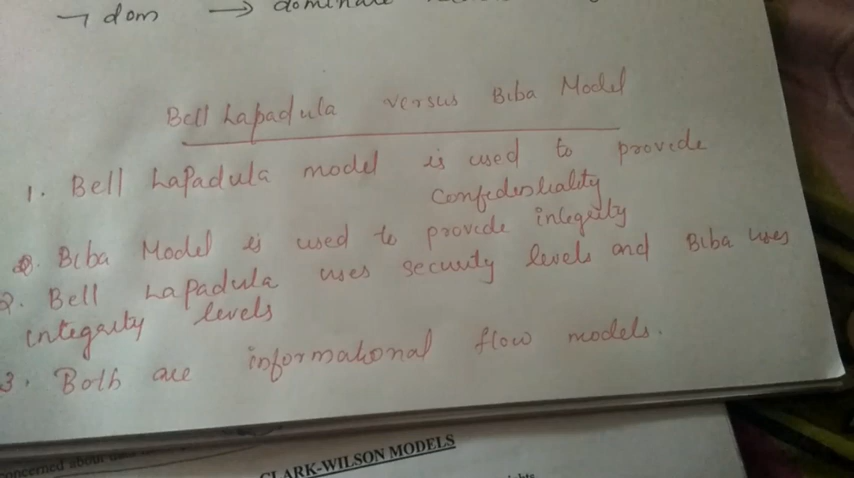 ¬ dom → dominate
Bell Lapadula versus Biba Model
1. Bell LaPadula model is used to provide
Confidentiality
Biba Model is used to provide integrity
2. Bell LaPadula uses security levels and Biba uses
integrity levels
3. Both are informational flow models.
concerned about
CLARK-WILSON MODELS